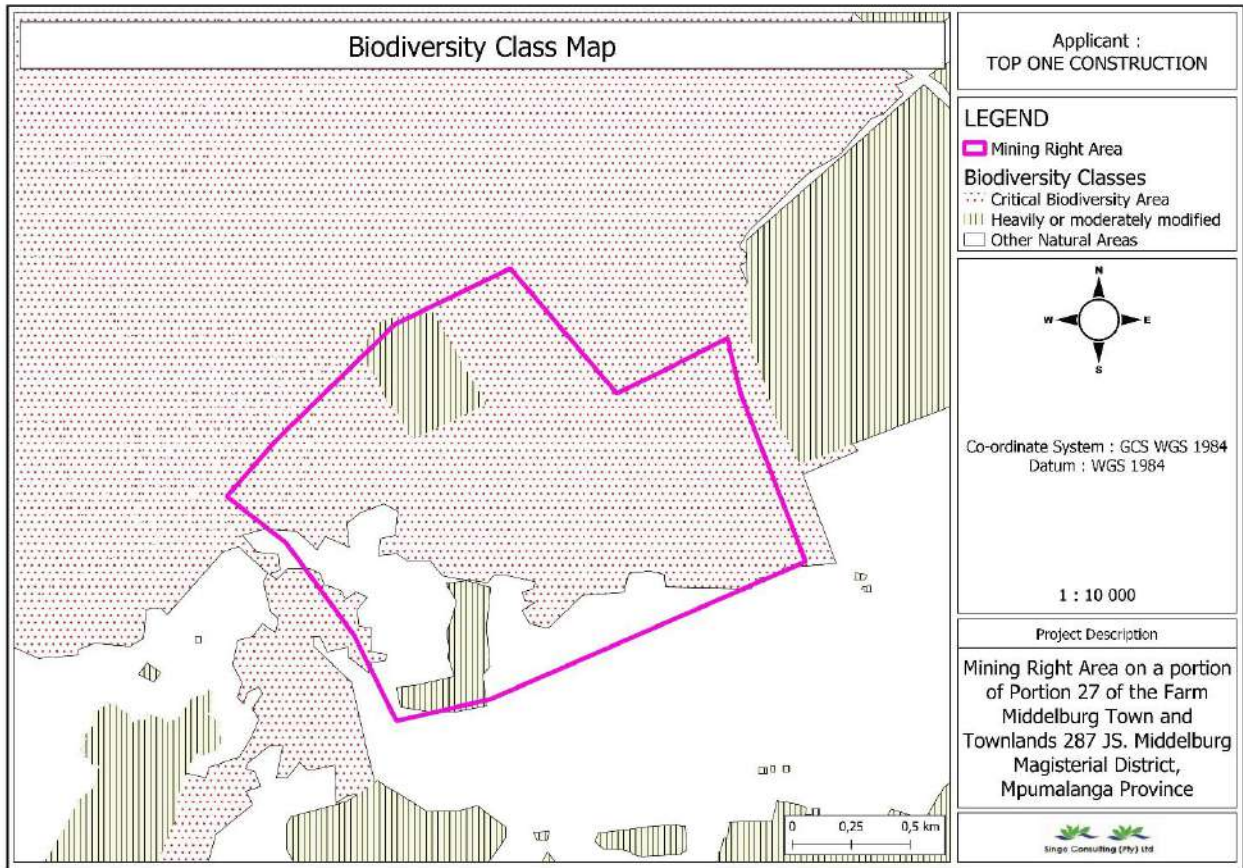 Biodiversity Class Map
Applicant :
TOP ONE CONSTRUCTION
LEGEND
Mining Right Area
Biodiversity Classes
Critical Biodiversity Area
Heavily or moderately modified
Other Natural Areas
N
W
E
S
Co-ordinate System : GCS WGS 1984
Datum : WGS 1984
1 : 10 000
Project Description
Mining Right Area on a portion
of Portion 27 of the Farm
Middelburg Town and
Townlands 287 JS. Middelburg
Magisterial District,
Mpumalanga Province
0
0,25
0,5 km
Singo Consulting (Pty) Ltd